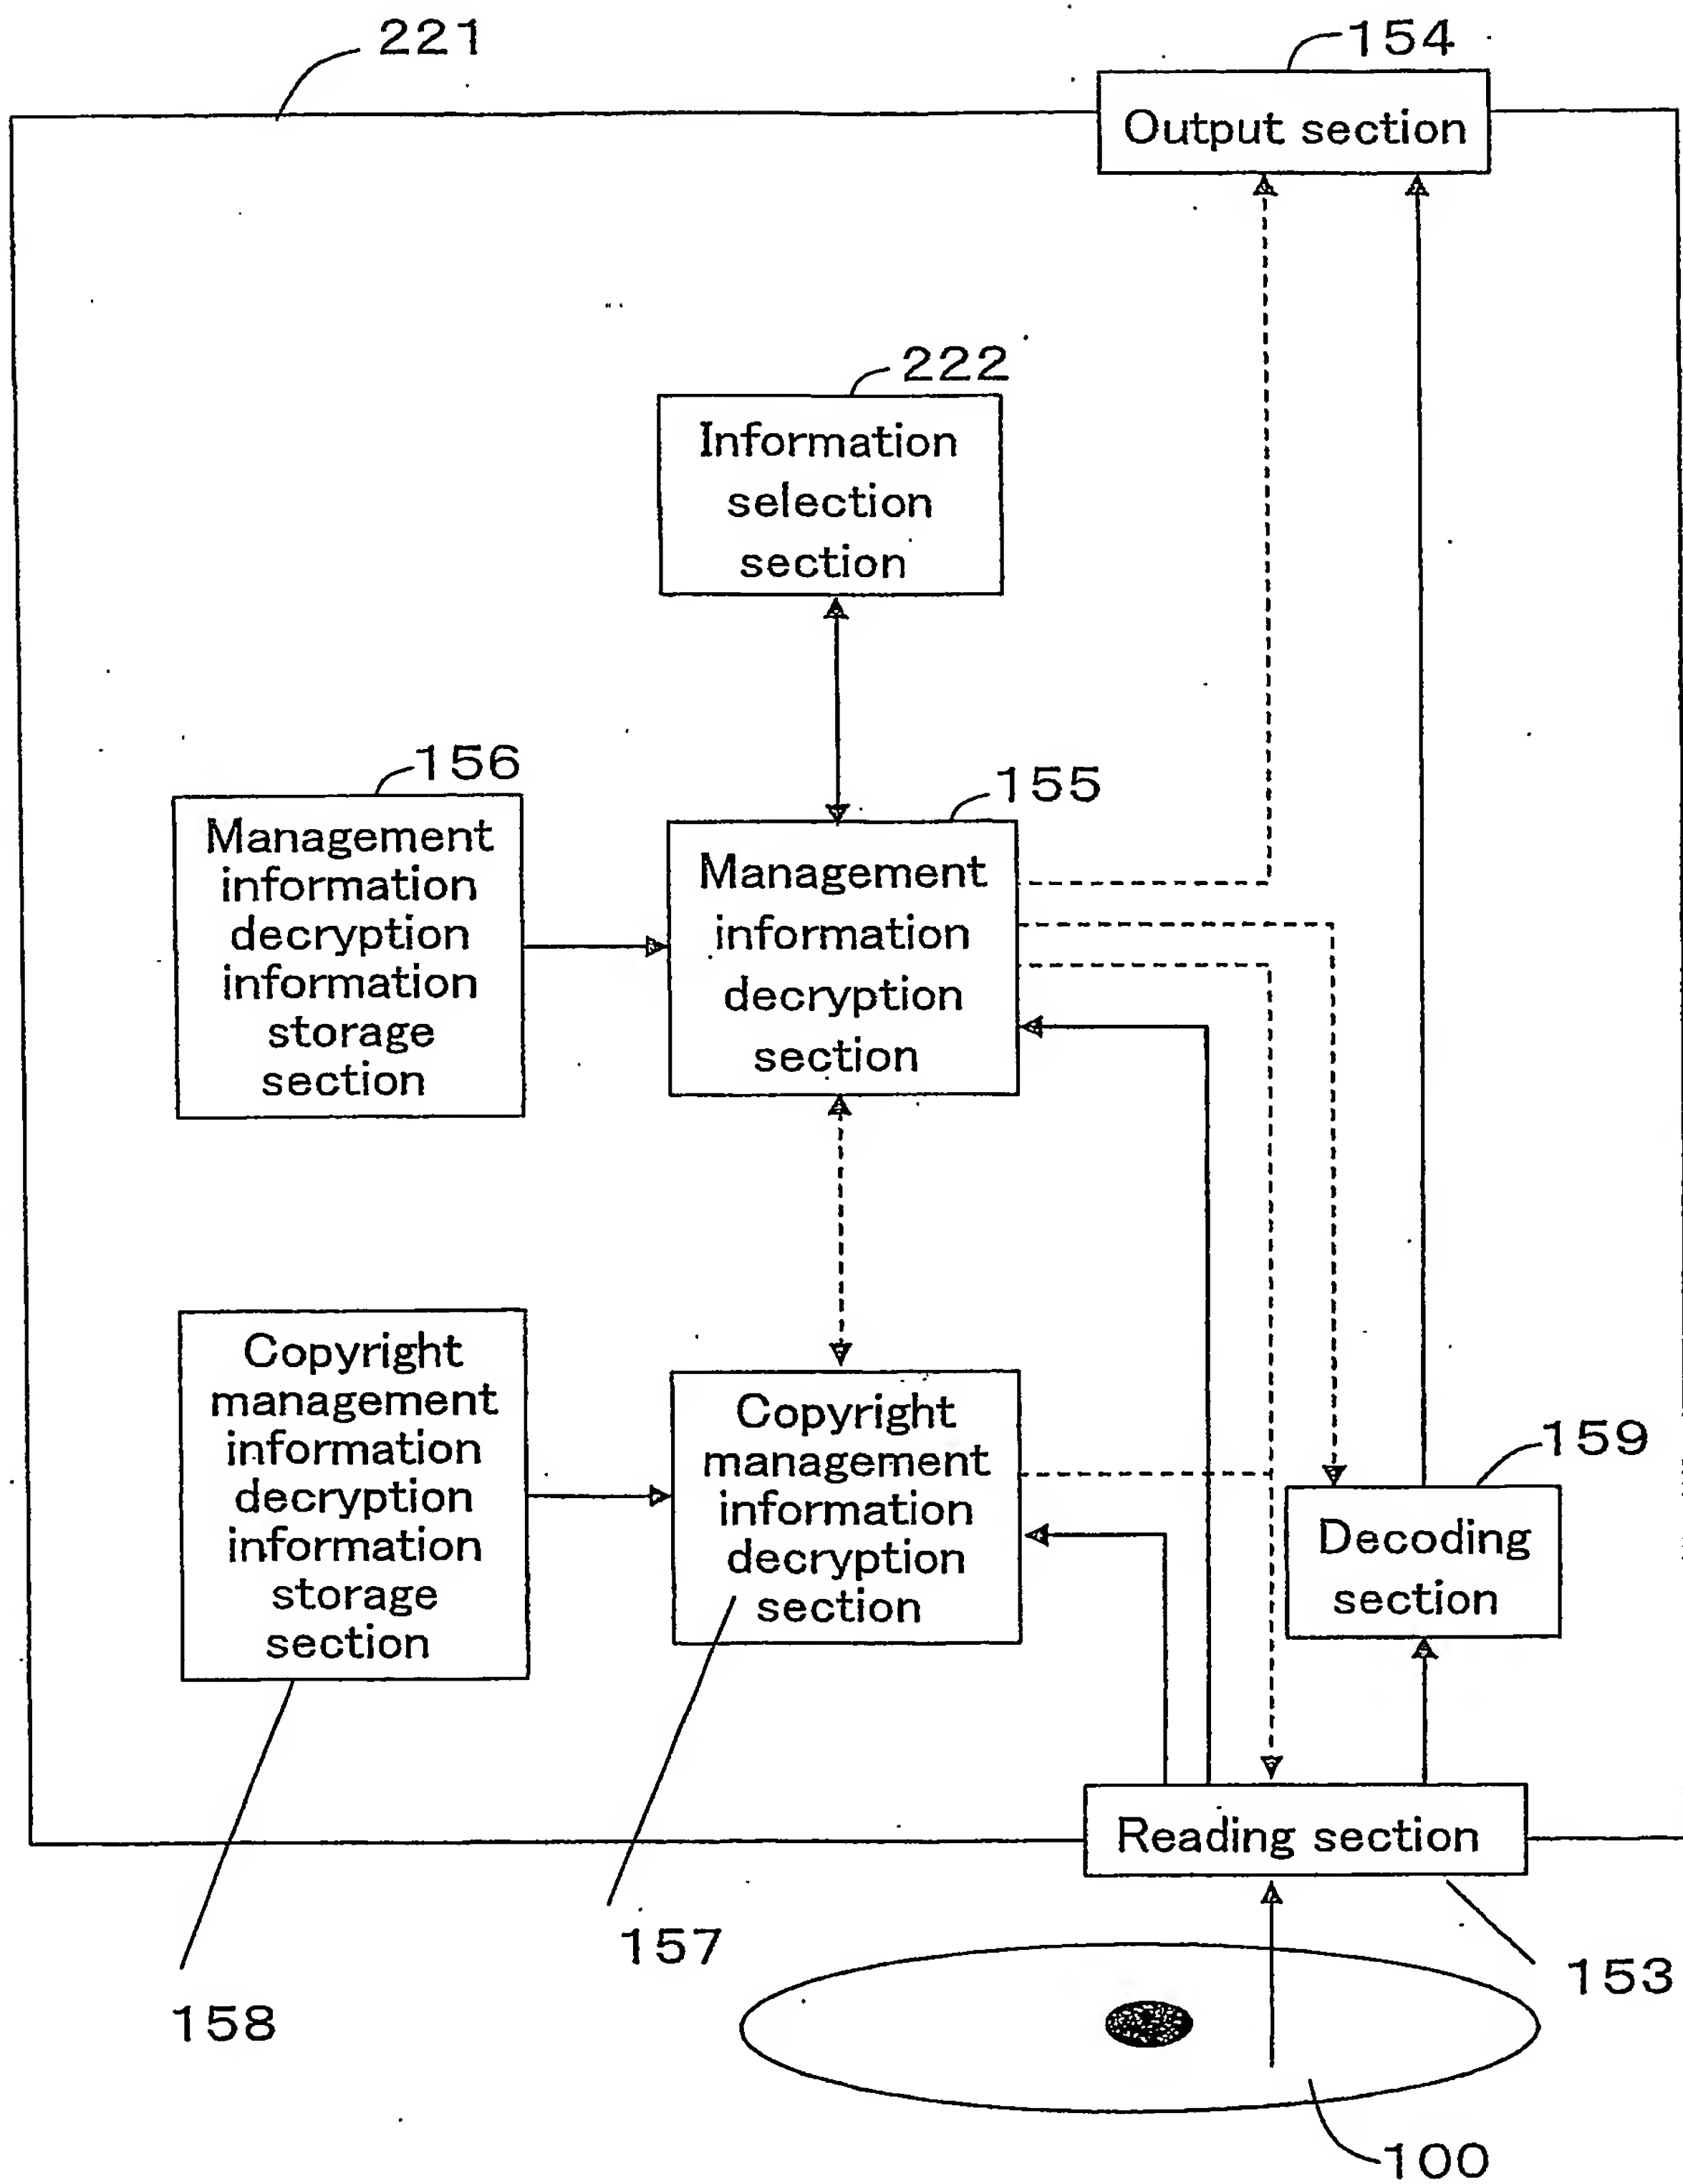 221
154
Output section
222
Information
selection
section
156
155
Management
information
decryption
information
storage
section
Management
information
decryption
section
Copyright
management
information
decryption
information
storage
section
Copyright
management
information
decryption
section
159
Decoding
section
Reading section
157
153
158
100